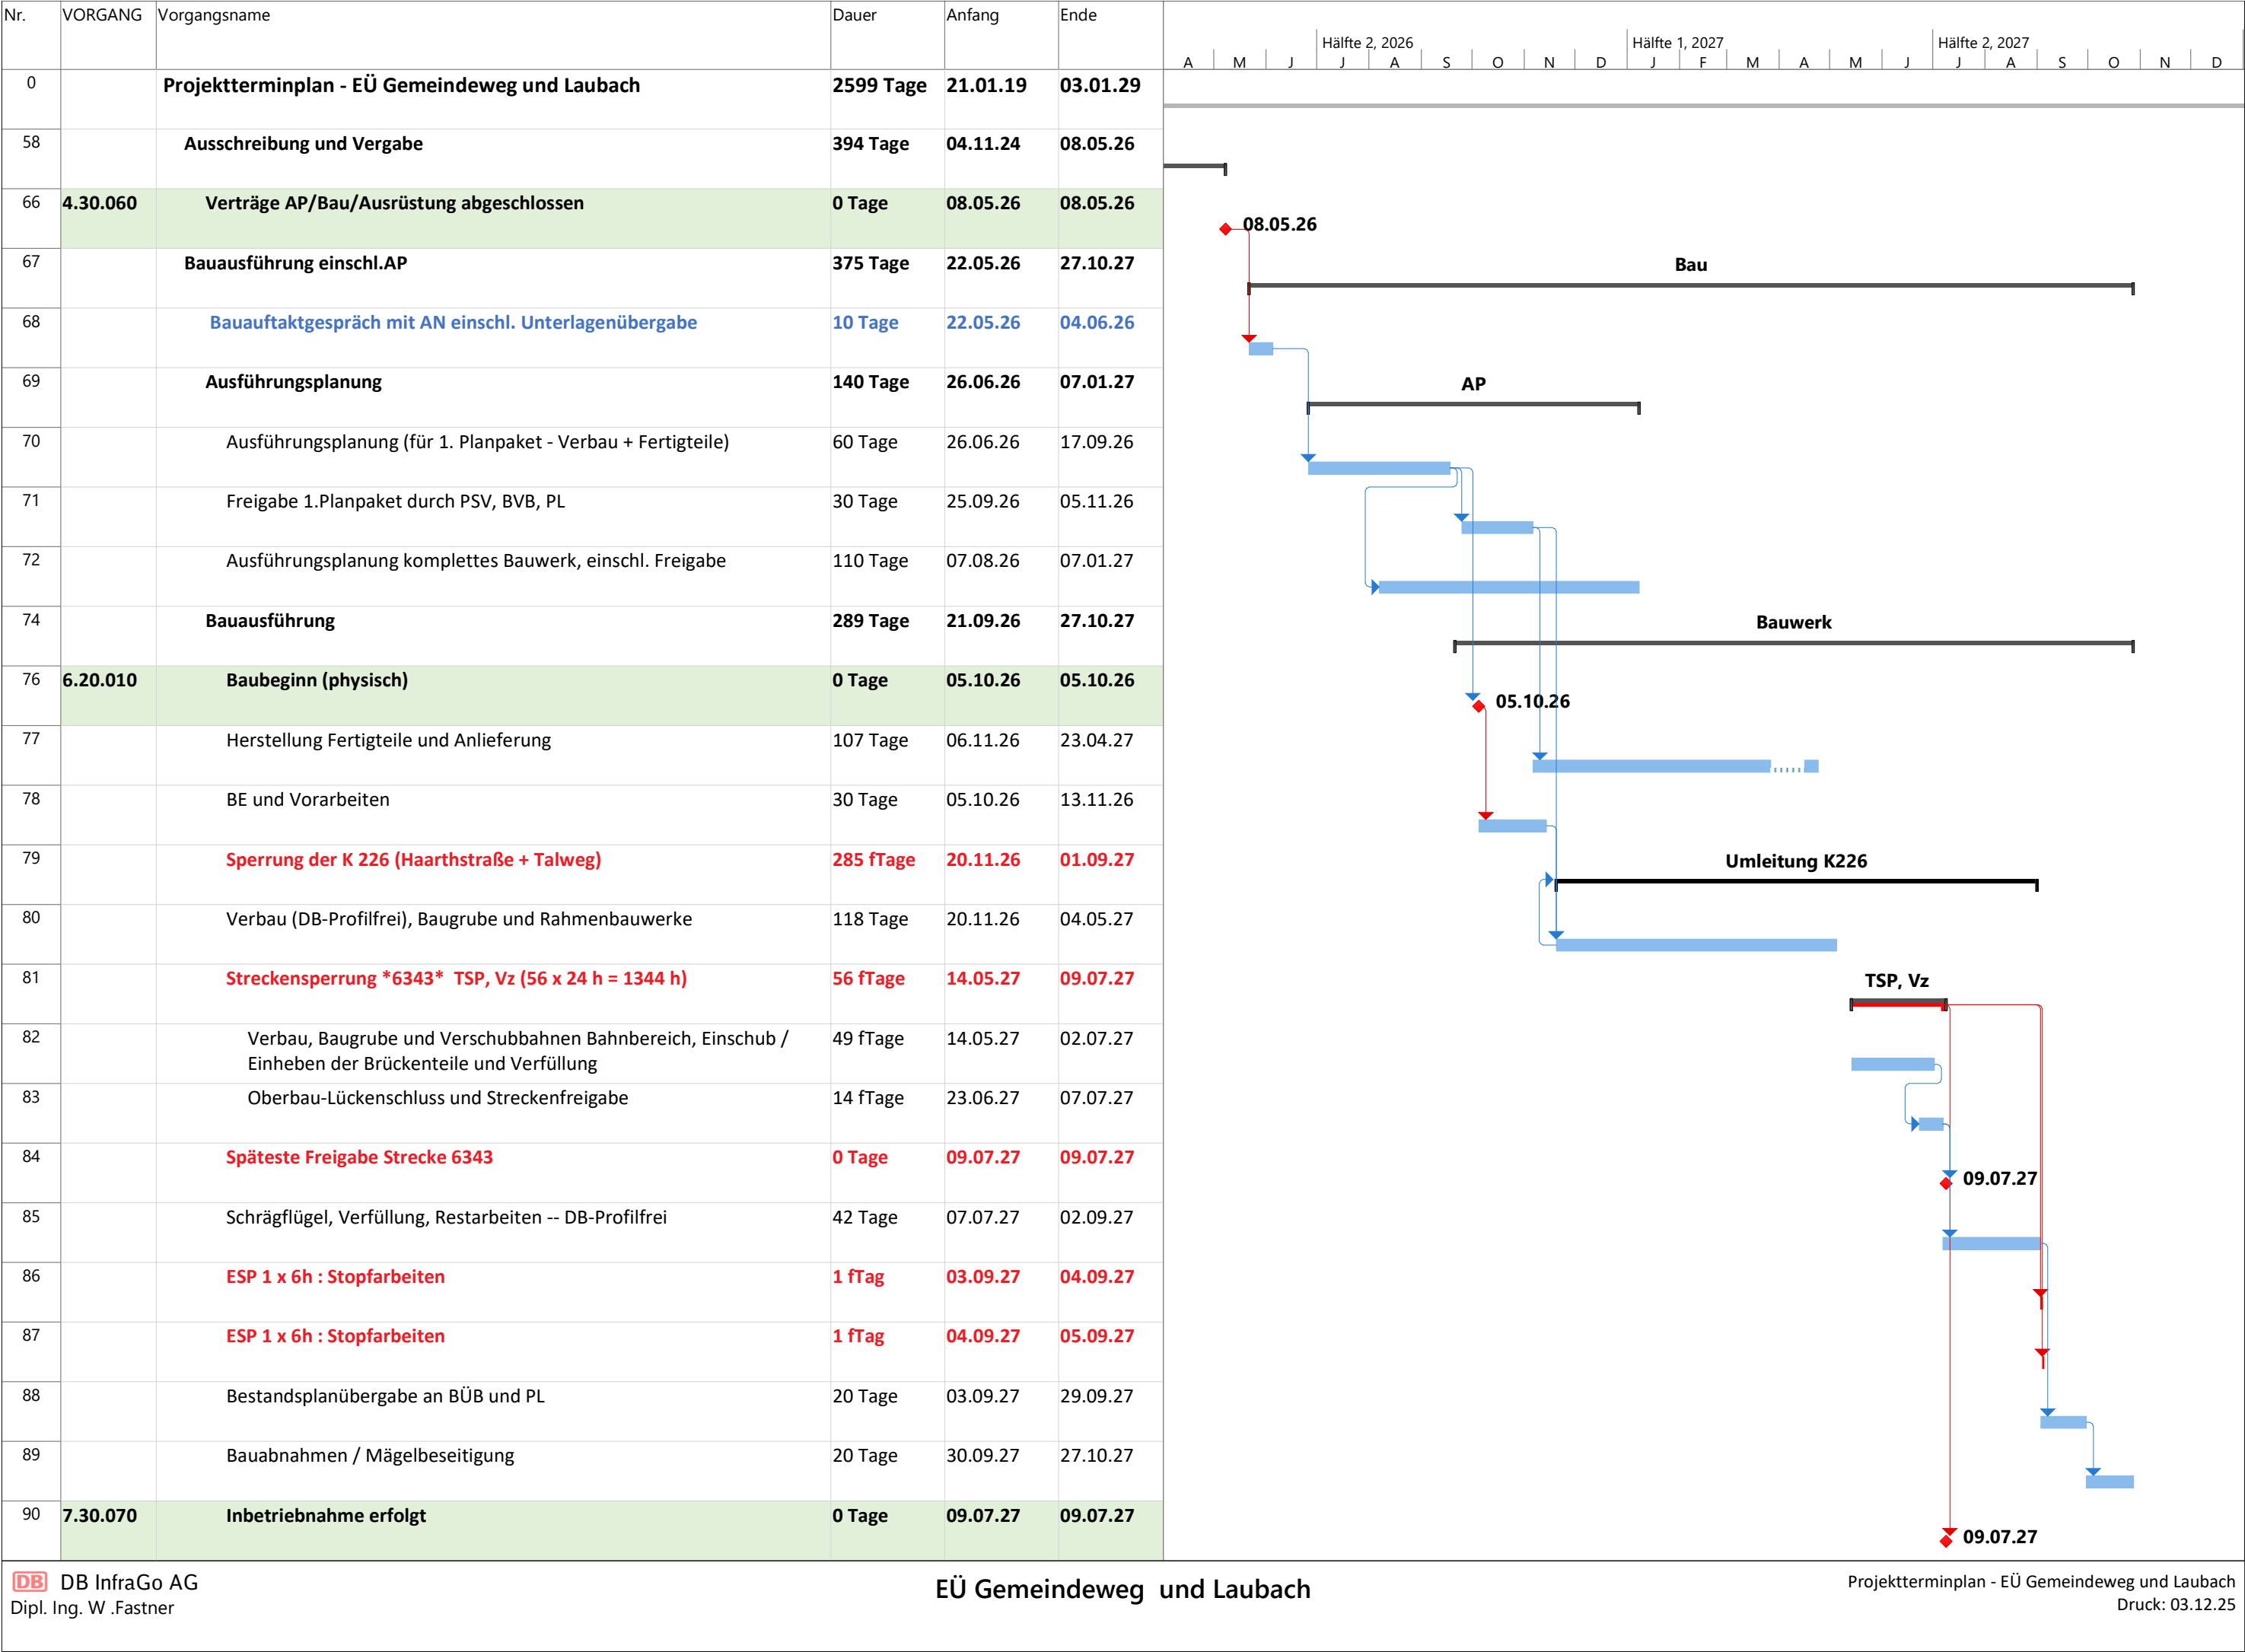 Nr. VORGANG Vorgangsname Dauer Anfang Ende
Hälfte 2, 2026 Hälfte 1, 2027 Hälfte 2, 2027
A M J J A S O N D J F M A M J J A S O N D
0 Projektterminplan - EÜ Gemeindeweg und Laubach 2599 Tage 21.01.19 03.01.29
58 Ausschreibung und Vergabe 394 Tage 04.11.24 08.05.26
66 4.30.060 Verträge AP/Bau/Ausrüstung abgeschlossen 0 Tage 08.05.26 08.05.26
08.05.26
67 Bauausführung einschl.AP 375 Tage 22.05.26 27.10.27
Bau
68 Bauauftaktgespräch mit AN einschl. Unterlagenübergabe 10 Tage 22.05.26 04.06.26
69 Ausführungsplanung 140 Tage 26.06.26 07.01.27
AP
70 Ausführungsplanung (für 1. Planpaket - Verbau + Fertigteile) 60 Tage 26.06.26 17.09.26
71 Freigabe 1.Planpaket durch PSV, BVB, PL 30 Tage 25.09.26 05.11.26
72 Ausführungsplanung komplettes Bauwerk, einschl. Freigabe 110 Tage 07.08.26 07.01.27
74 Bauausführung 289 Tage 21.09.26 27.10.27
Bauwerk
76 6.20.010 Baubeginn (physisch) 0 Tage 05.10.26 05.10.26
05.10.26
77 Herstellung Fertigteile und Anlieferung 107 Tage 06.11.26 23.04.27
78 BE und Vorarbeiten 30 Tage 05.10.26 13.11.26
79 Sperrung der K 226 (Haarthstraße + Talweg) 285 fTage 20.11.26 01.09.27
Umleitung K226
80 Verbau (DB-Profilfrei), Baugrube und Rahmenbauwerke 118 Tage 20.11.26 04.05.27
81 Streckensperrung *6343* TSP, Vz (56 x 24 h = 1344 h) 56 fTage 14.05.27 09.07.27
TSP, Vz
82 Verbau, Baugrube und Verschubbahnen Bahnbereich, Einschub / 49 fTage 14.05.27 02.07.27
Einheben der Brückenteile und Verfüllung
83 Oberbau-Lückenschluss und Streckenfreigabe 14 fTage 23.06.27 07.07.27
84 Späteste Freigabe Strecke 6343 0 Tage 09.07.27 09.07.27
09.07.27
85 Schrägflügel, Verfüllung, Restarbeiten -- DB-Profilfrei 42 Tage 07.07.27 02.09.27
86 ESP 1 x 6h : Stopfarbeiten 1 fTag 03.09.27 04.09.27
87 ESP 1 x 6h : Stopfarbeiten 1 fTag 04.09.27 05.09.27
88 Bestandsplanübergabe an BÜB und PL 20 Tage 03.09.27 29.09.27
89 Bauabnahmen / Mägelbeseitigung 20 Tage 30.09.27 27.10.27
90 7.30.070 Inbetriebnahme erfolgt 0 Tage 09.07.27 09.07.27
09.07.27
DB DB InfraGo AG
Dipl. Ing. W .Fastner
EÜ Gemeindeweg und Laubach
Projektterminplan - EÜ Gemeindeweg und Laubach
Druck: 03.12.25